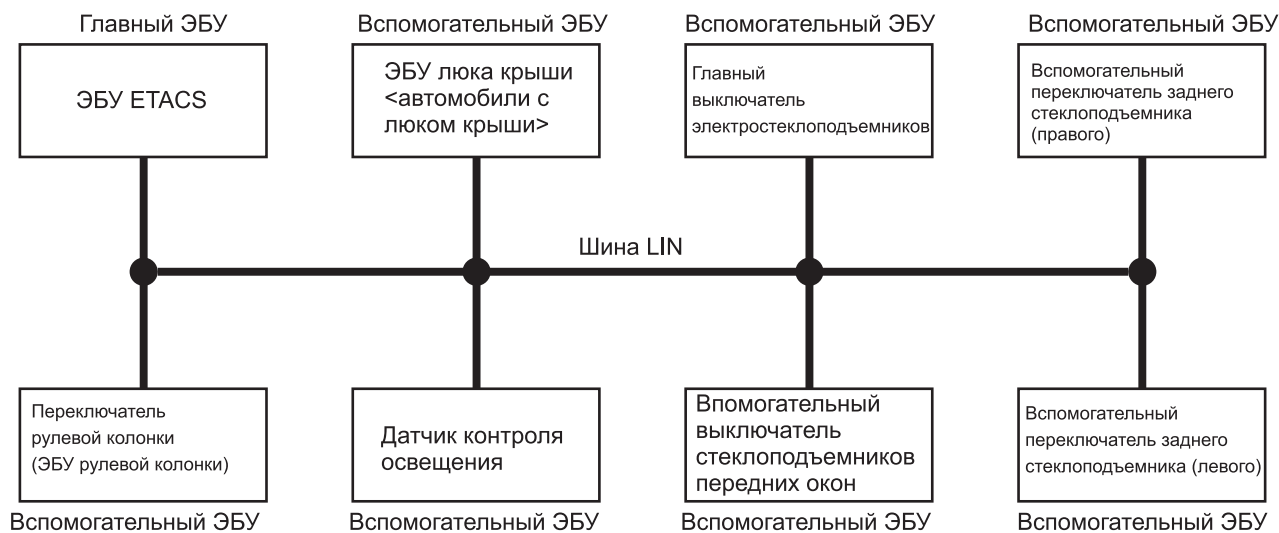 Главный ЭБУ
ЭБУ ETACS
Вспомогательный ЭБУ
ЭБУ люка крыши
<автомобили с
люком крыши>
Вспомогательный ЭБУ
Главный
выключатель
электростеклоподъемников
Вспомогательный ЭБУ
Вспомогательный
переключатель заднего
стеклоподъемника
(правого)
Шина LIN
Переключатель
рулевой колонки
(ЭБУ рулевой колонки)
Вспомогательный ЭБУ
Датчик контроля
освещения
Вспомогательный ЭБУ
Впомогательный
выключатель
стеклоподъемников
передних окон
Вспомогательный ЭБУ
Вспомогательный
переключатель заднего
стеклоподъемника (левого)
Вспомогательный ЭБУ